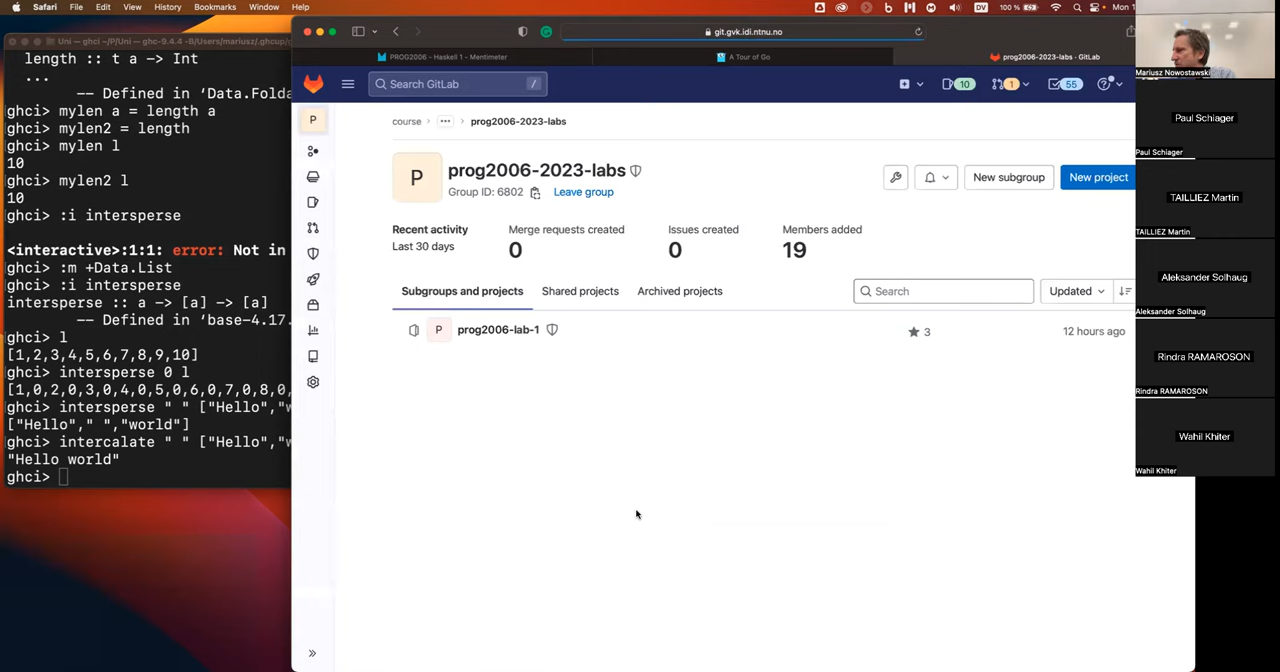 Safari File Edit View History Bookmarks Window Help
DV 100 % Mon 1
Uni — ghci ◂ P/Uni — ghc-9.4.4 -B/Users/mariusz/.ghcup/g
length :: t a -> Int
...
-- Defined in ‘Data.Folda
ghci> mylen a = length a
ghci> mylen2 = length
ghci> mylen l
10
ghci> mylen2 l
10
ghci> :i intersperse
<interactive>:1:1: error: Not in
ghci> :m +Data.List
ghci> :i intersperse
intersperse :: a -> [a] -> [a]
-- Defined in ‘base-4.17.
ghci> l
[1,2,3,4,5,6,7,8,9,10]
ghci> intersperse 0 l
[1,0,2,0,3,0,4,0,5,0,6,0,7,0,8,0,
ghci> intersperse " " ["Hello","w
["Hello"," ","world"]
ghci> intercalate " " ["Hello","w
"Hello world"
ghci>
git.gvk.idi.ntnu.no
PROG2006 - Haskell 1 - Mentimeter
A Tour of Go
prog2006-2023-labs · GitLab
Search GitLab /
10
1
55
P
course › ... › prog2006-2023-labs
P
prog2006-2023-labs
Group ID: 6802 Leave group
New subgroup
New project
Recent activity
Last 30 days
Merge requests created
0
Issues created
0
Members added
19
Subgroups and projects Shared projects Archived projects
Search
Updated
P prog2006-lab-1
3
12 hours ago
Mariusz Nowostawski
Paul Schiager
Paul Schiager
TAILLIEZ Martin
TAILLIEZ Martin
Aleksander Solhaug
Aleksander Solhaug
Rindra RAMAROSON
Rindra RAMAROSON
Wahil Khiter
Wahil Khiter